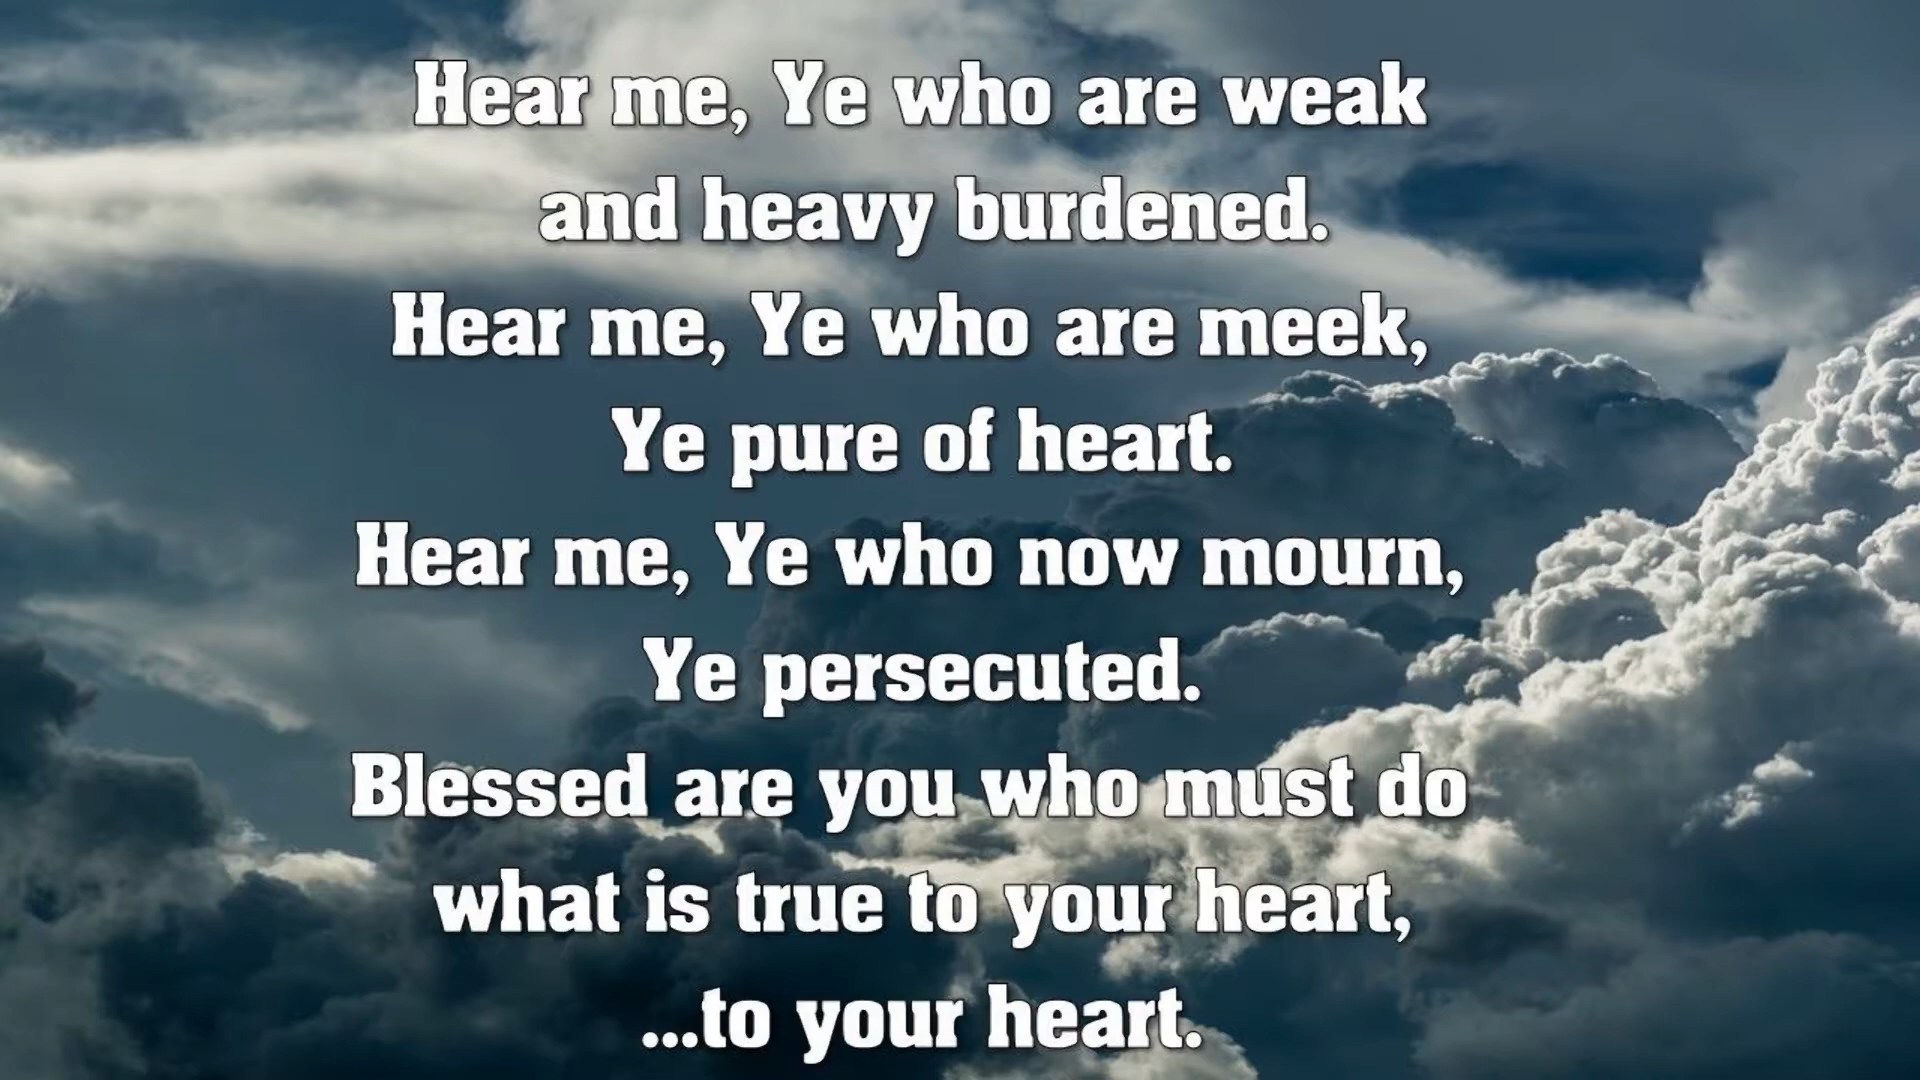 Hear me, Ye who are weak
and heavy burdened.
Hear me, Ye who are meek,
Ye pure of heart.
Hear me, Ye who now mourn,
Ye persecuted.
Blessed are you who must do
what is true to your heart,
...to your heart.